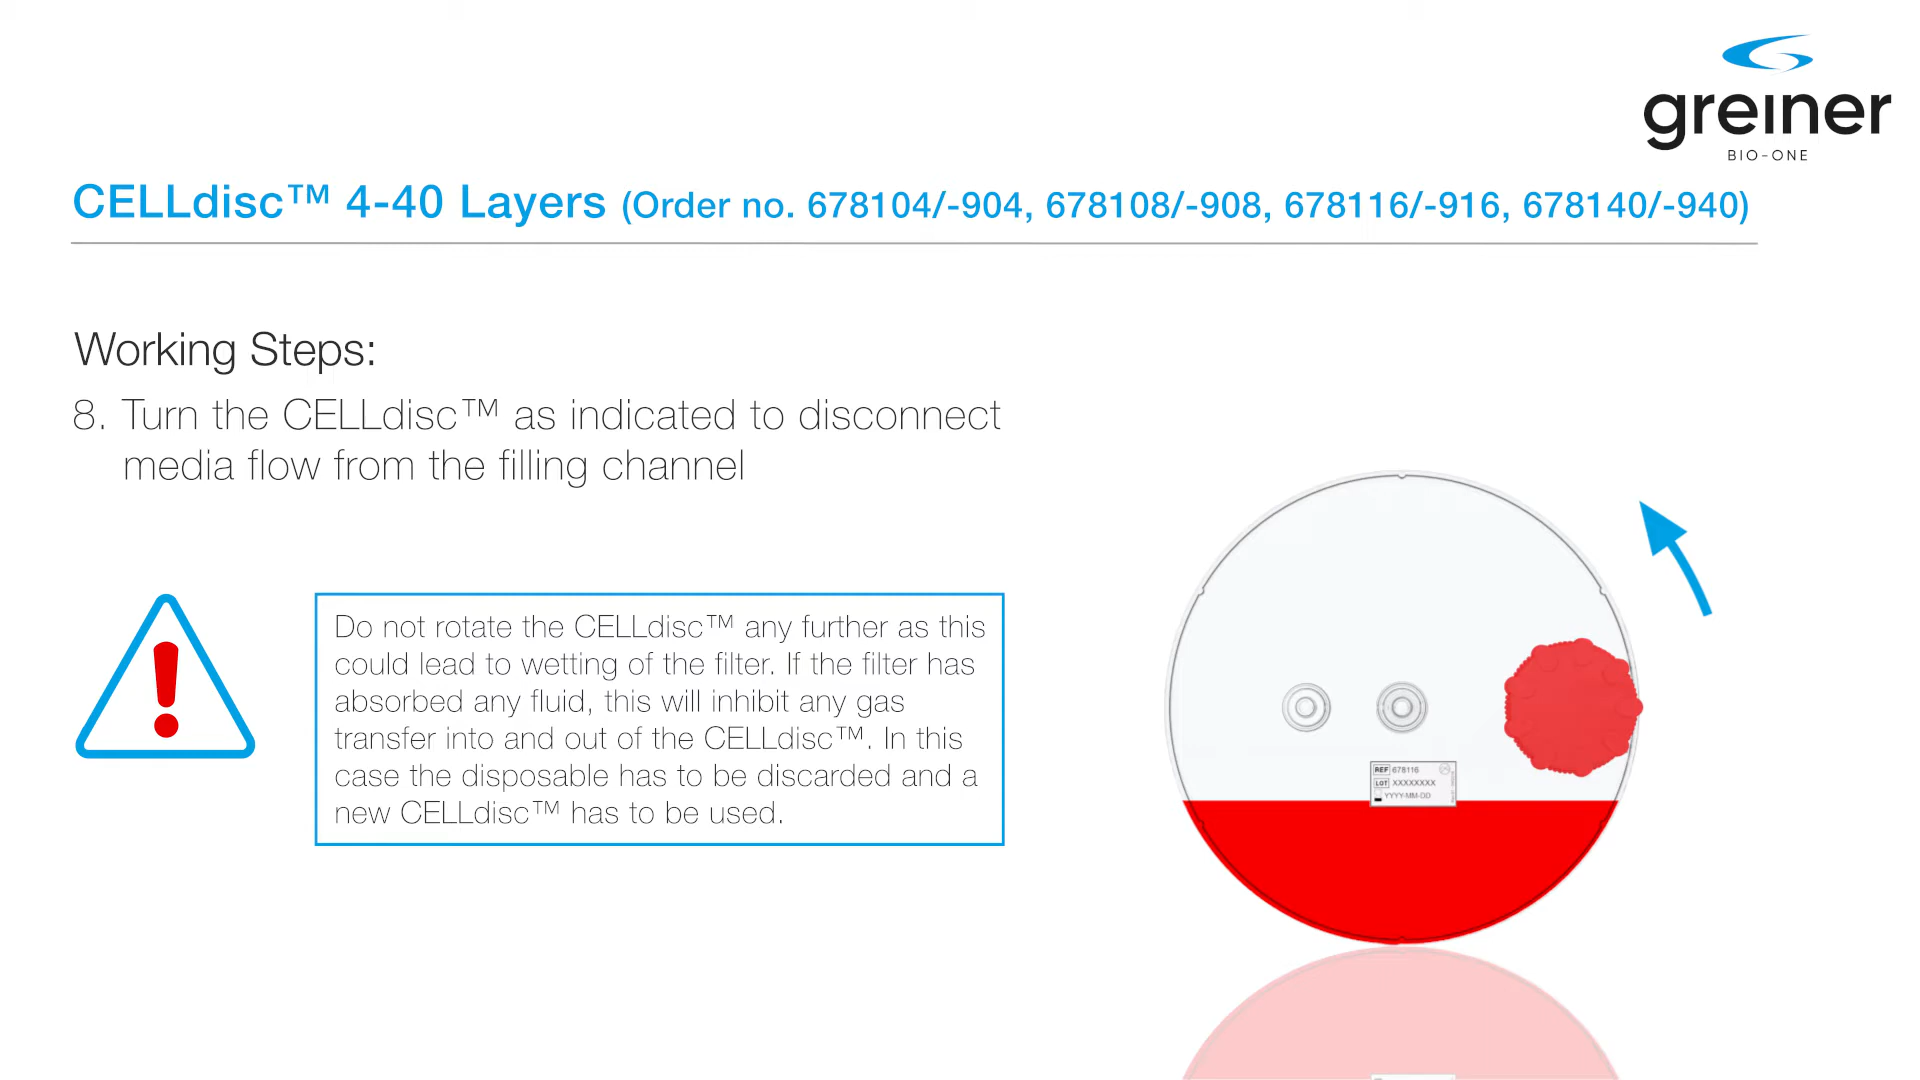 greiner
BIO-ONE
CELLdisc™ 4-40 Layers (Order no. 678104/-904, 678108/-908, 678116/-916, 678140/-940)
Working Steps:
8. Turn the CELLdisc™ as indicated to disconnect
media flow from the filling channel
Do not rotate the CELLdisc™ any further as this
could lead to wetting of the filter. If the filter has
absorbed any fluid, this will inhibit any gas
transfer into and out of the CELLdisc™. In this
case the disposable has to be discarded and a
new CELLdisc™ has to be used.
REF 678116
LOT XXXXXXXX
YYYY-MM-DD